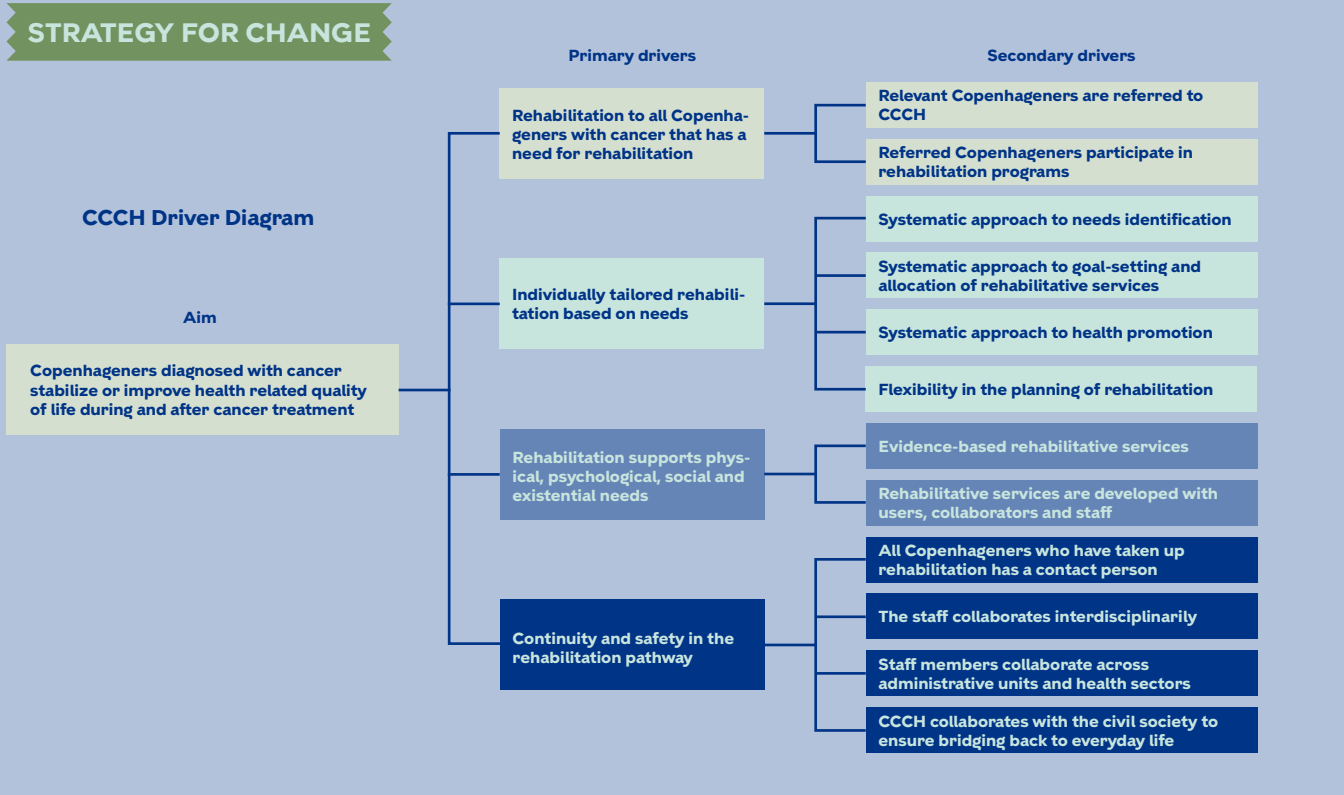 STRATEGY FOR CHANGE
Primary drivers
Secondary drivers
CCCH Driver Diagram
Aim
Copenhageners diagnosed with cancer
stabilize or improve health related quality
of life during and after cancer treatment
Rehabilitation to all Copenha-
geners with cancer that has a
need for rehabilitation
Relevant Copenhageners are referred to
CCCH
Referred Copenhageners participate in
rehabilitation programs
Individually tailored rehabili-
tation based on needs
Systematic approach to needs identification
Systematic approach to goal-setting and
allocation of rehabilitative services
Systematic approach to health promotion
Flexibility in the planning of rehabilitation
Rehabilitation supports phys-
ical, psychological, social and
existential needs
Evidence-based rehabilitative services
Rehabilitative services are developed with
users, collaborators and staff
Continuity and safety in the
rehabilitation pathway
All Copenhageners who have taken up
rehabilitation has a contact person
The staff collaborates interdisciplinarily
Staff members collaborate across
administrative units and health sectors
CCCH collaborates with the civil society to
ensure bridging back to everyday life